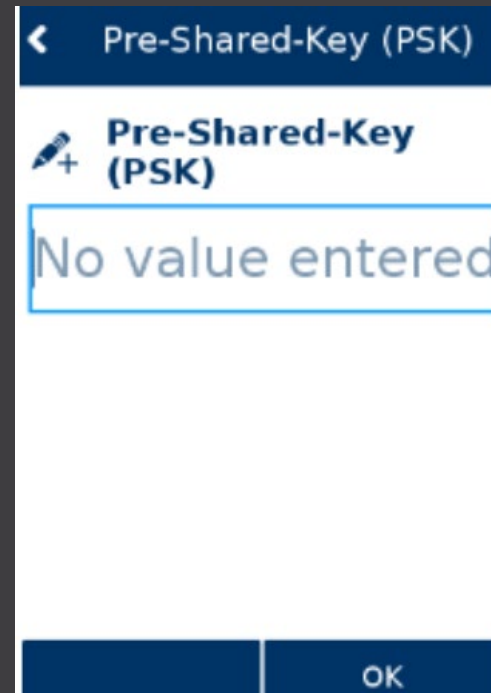 Pre-Shared-Key (PSK)
Pre-Shared-Key
(PSK)
No value entered
OK